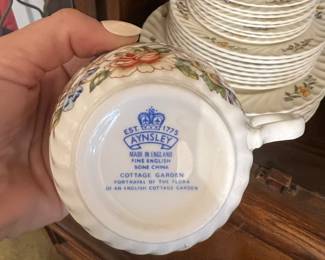 EST 1775
AYNSLEY
MADE IN ENGLAND
FINE ENGLISH
BONE CHINA
COTTAGE GARDEN
PORTRAYAL OF THE FLORA
OF AN ENGLISH COTTAGE GARDEN